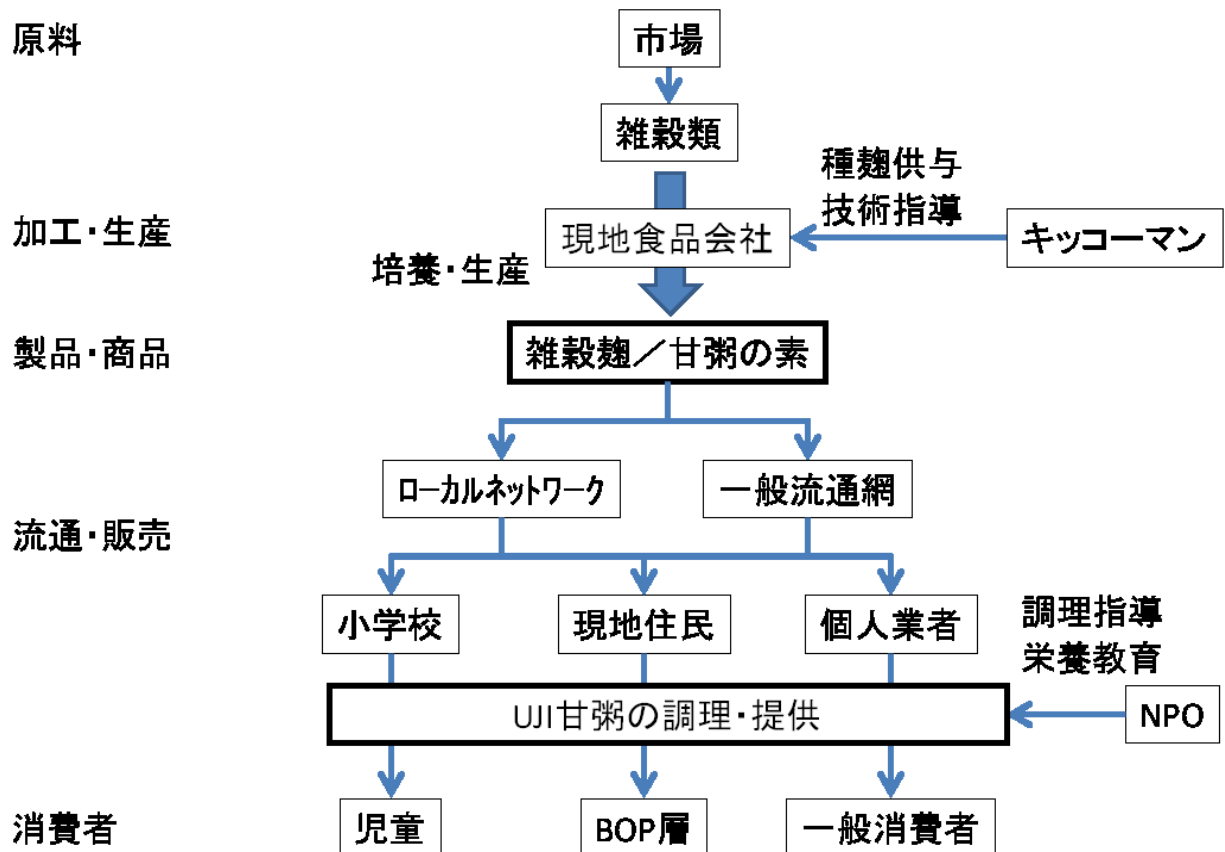 原料
市場
雑穀類
種麹供与
技術指導
加工・生産
現地食品会社
キッコーマン
培養・生産
製品・商品
雑穀麹／甘粥の素
ローカルネットワーク
一般流通網
流通・販売
小学校
現地住民
個人業者
調理指導
栄養教育
UJI甘粥の調理・提供
NPO
消費者
児童
BOP層
一般消費者